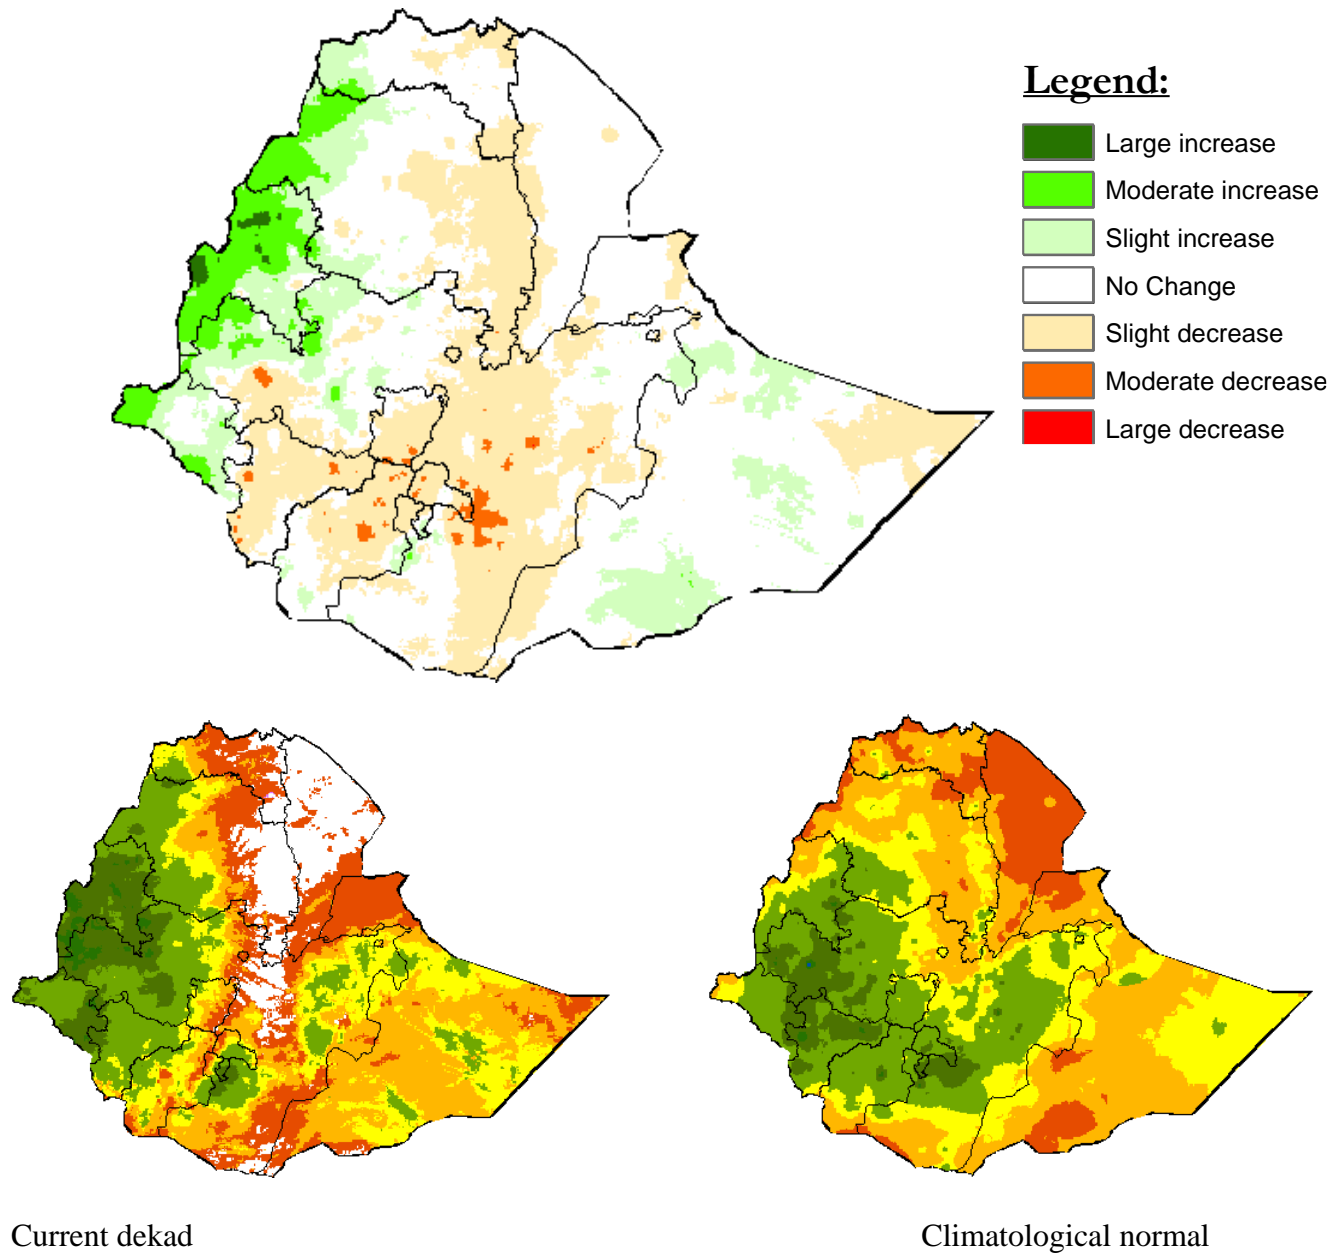 Legend:
Large increase
Moderate increase
Slight increase
No Change
Slight decrease
Moderate decrease
Large decrease
Current dekad
Climatological normal